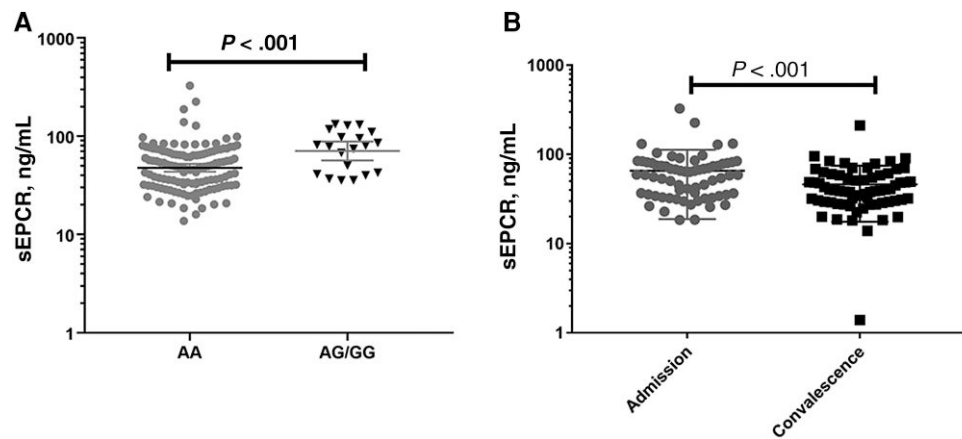 A
P < .001
sEPCR, ng/mL
1000
100
10
1
AA
AG/GG
B
P < .001
sEPCR, ng/mL
1000
100
10
1
Admission
Convalescence